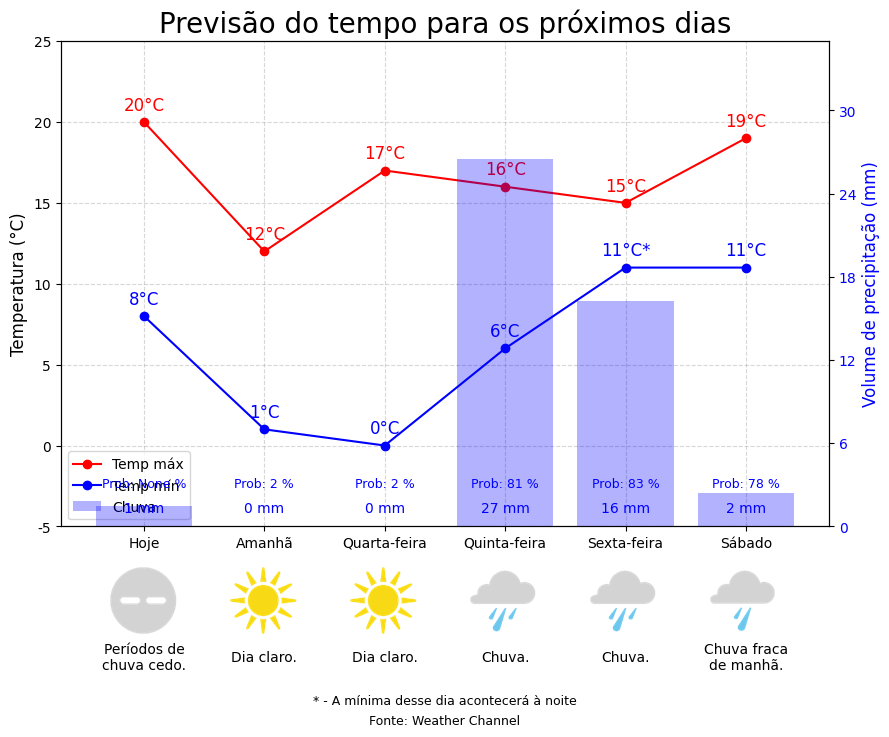 Previsão do tempo para os próximos dias
Temperatura (°C)
25
20
15
10
5
0
-5
20°C
12°C
17°C
16°C
15°C
19°C
8°C
1°C
0°C
6°C
11°C*
11°C
Volume de precipitação (mm)
30
24
18
12
6
0
Temp máx
Temp mín
Chuva
Prob: None %
Prob: 2 %
Prob: 2 %
Prob: 81 %
Prob: 83 %
Prob: 78 %
1 mm
0 mm
0 mm
27 mm
16 mm
2 mm
Hoje
Amanhã
Quarta-feira
Quinta-feira
Sexta-feira
Sábado
Períodos de
chuva cedo.
Dia claro.
Dia claro.
Chuva.
Chuva.
Chuva fraca
de manhã.
* - A mínima desse dia acontecerá à noite
Fonte: Weather Channel